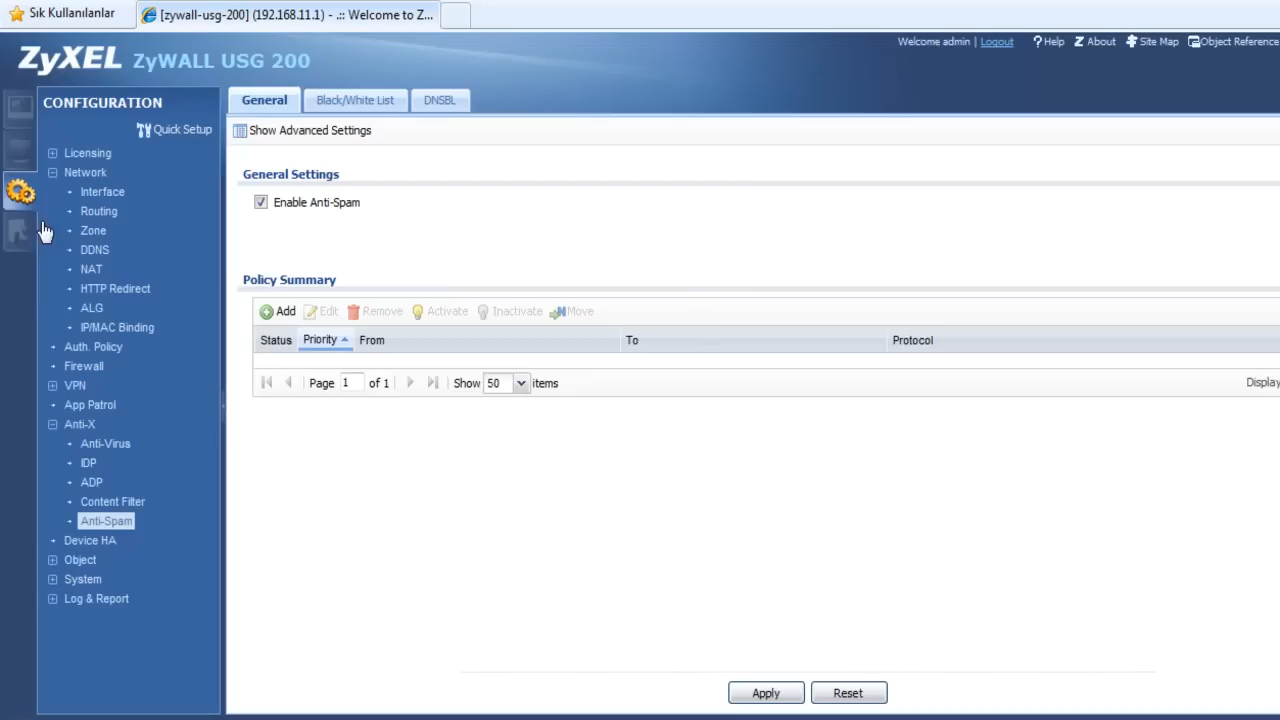 Sık Kullanılanlar
[zywall-usg-200] (192.168.11.1) - .:: Welcome to Z...
ZyXEL ZyWALL USG 200
Welcome admin | Logout ?Help Z About Site Map Object Reference
CONFIGURATION
Quick Setup
Licensing
Network
Interface
Routing
Zone
DDNS
NAT
HTTP Redirect
ALG
IP/MAC Binding
Auth. Policy
Firewall
VPN
App Patrol
Anti-X
Anti-Virus
IDP
ADP
Content Filter
Anti-Spam
Device HA
Object
System
Log & Report
General Black/White List DNSBL
Show Advanced Settings
General Settings
Enable Anti-Spam
Policy Summary
Add Edit Remove Activate Inactivate Move
Status Priority From To Protocol
Page 1 of 1 Show 50 items Display
Apply Reset